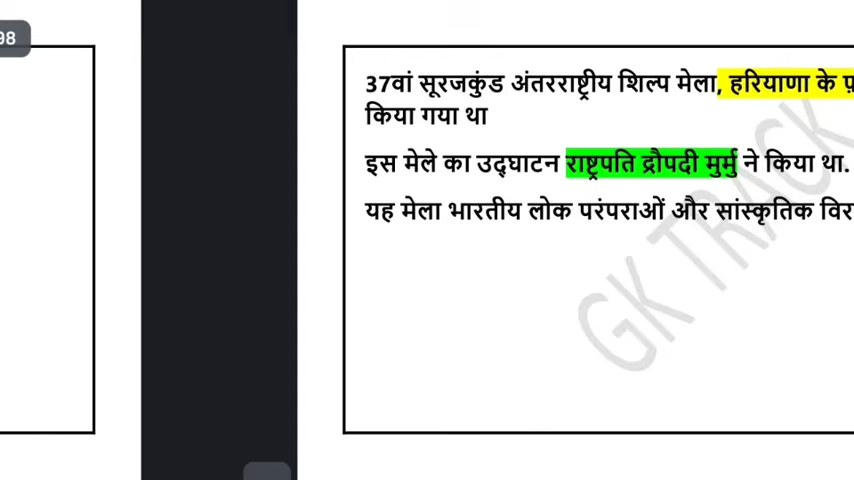 98
37वां सूरजकुंड अंतरराष्ट्रीय शिल्प मेला, हरियाणा के
किया गया था
इस मेले का उद्घाटन राष्ट्रपति द्रौपदी मुर्मु ने किया था.
यह मेला भारतीय लोक परंपराओं और सांस्कृतिक
GK TRACK